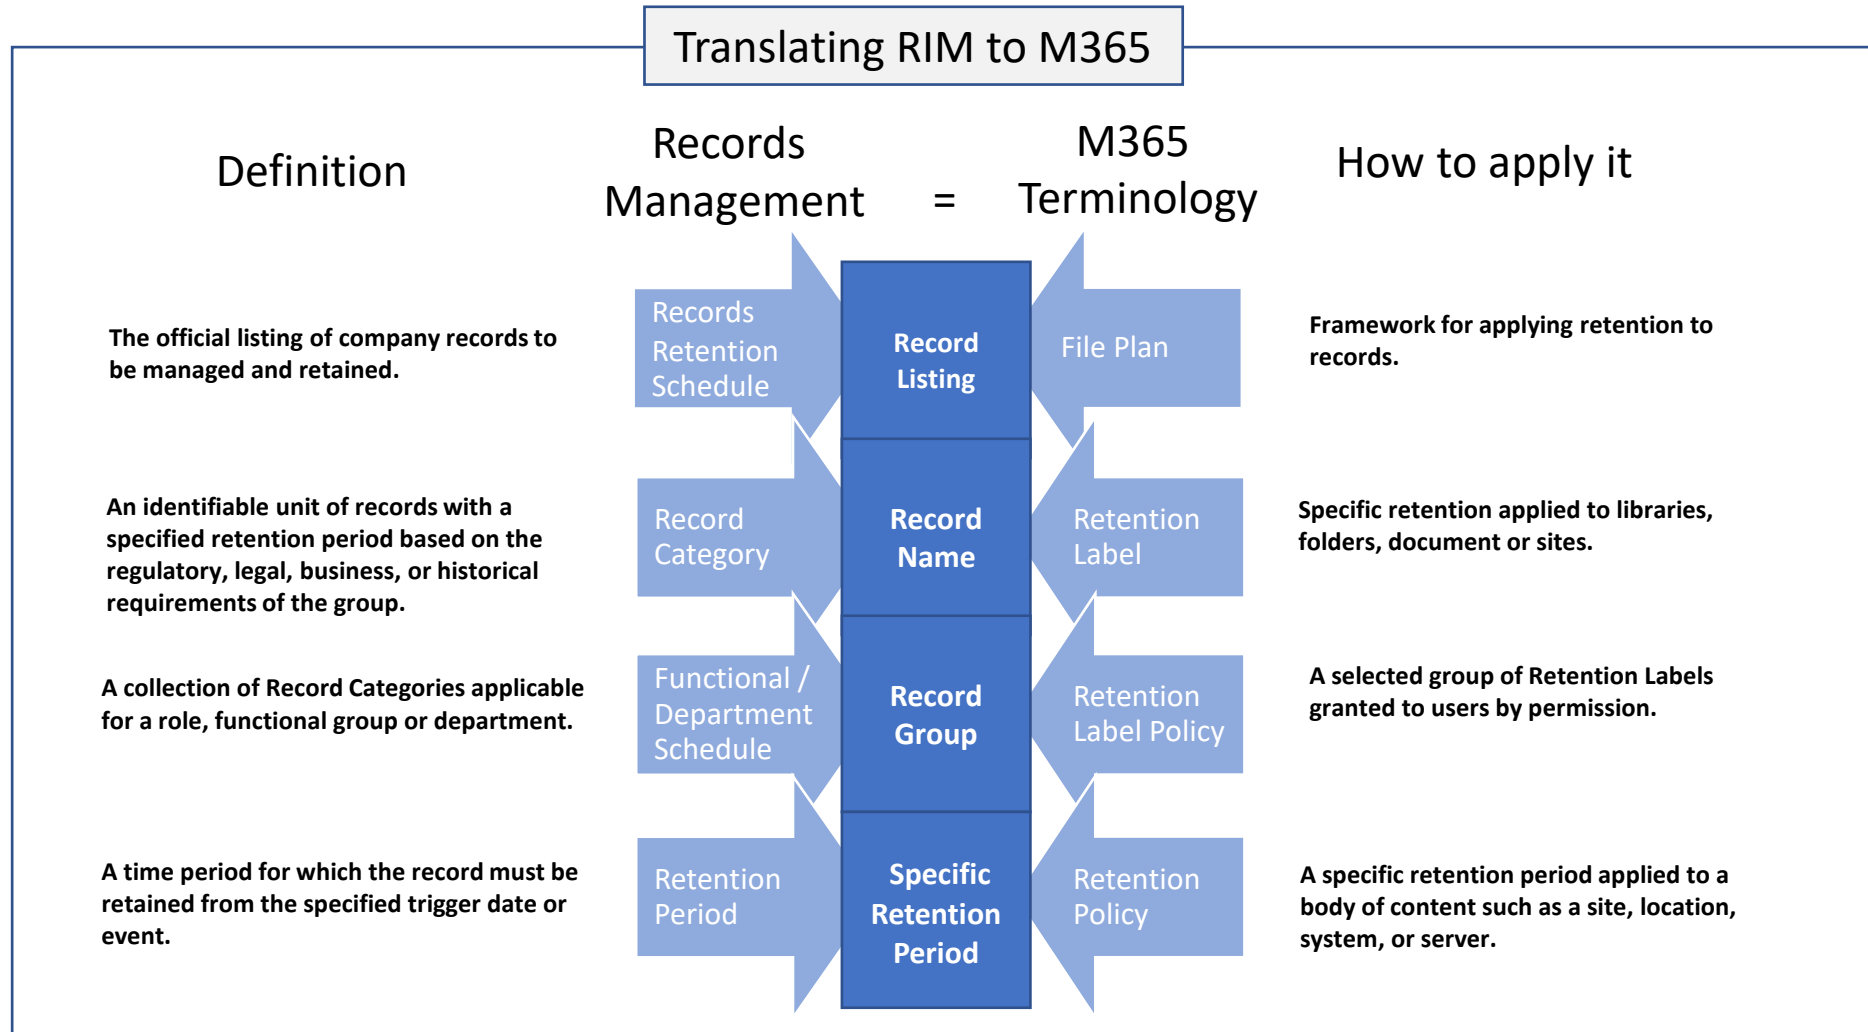 Translating RIM to M365
Definition
Records
Management
=
M365
Terminology
How to apply it
The official listing of company records to
be managed and retained.
Records
Retention
Schedule
Record
Listing
File Plan
Framework for applying retention to
records.
An identifiable unit of records with a
specified retention period based on the
regulatory, legal, business, or historical
requirements of the group.
Record
Category
Record
Name
Retention
Label
Specific retention applied to libraries,
folders, document or sites.
A collection of Record Categories applicable
for a role, functional group or department.
Functional /
Department
Schedule
Record
Group
Retention
Label Policy
A selected group of Retention Labels
granted to users by permission.
A time period for which the record must be
retained from the specified trigger date or
event.
Retention
Period
Specific
Retention
Period
Retention
Policy
A specific retention period applied to a
body of content such as a site, location,
system, or server.